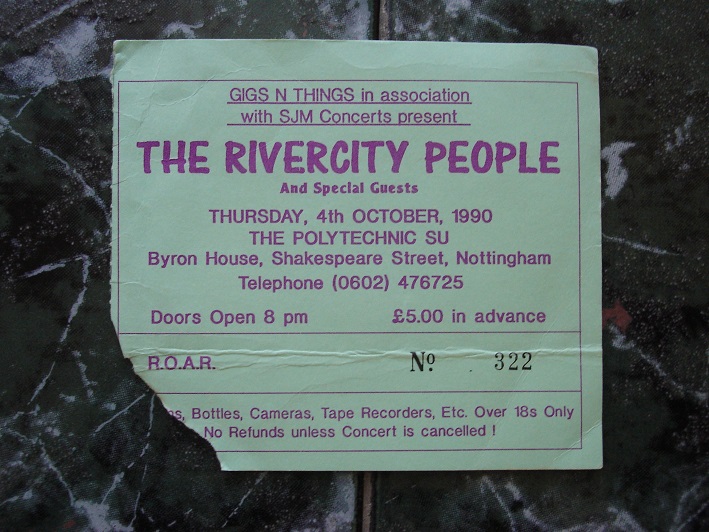 GIGS N THINGS in association
with SJM Concerts present
THE RIVERCITY PEOPLE
And Special Guests
THURSDAY, 4th OCTOBER, 1990
THE POLYTECHNIC SU
Byron House, Shakespeare Street, Nottingham
Telephone (0602) 476725
Doors Open 8 pm £5.00 in advance
R.O.A.R. Nº. 322
Bottles, Cameras, Tape Recorders, Etc. Over 18s Only
No Refunds unless Concert is cancelled !